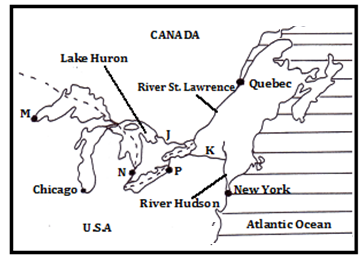 CANADA
Lake Huron
River St. Lawrence
Quebec
M
J
K
N
P
Chicago
New York
River Hudson
U.S.A
Atlantic Ocean